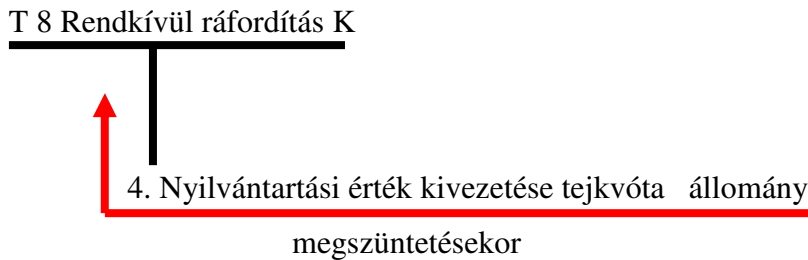 T 8 Rendkívül ráfordítás K
4. Nyilvántartási érték kivezetése tejkvóta állomány
megszüntetésekor